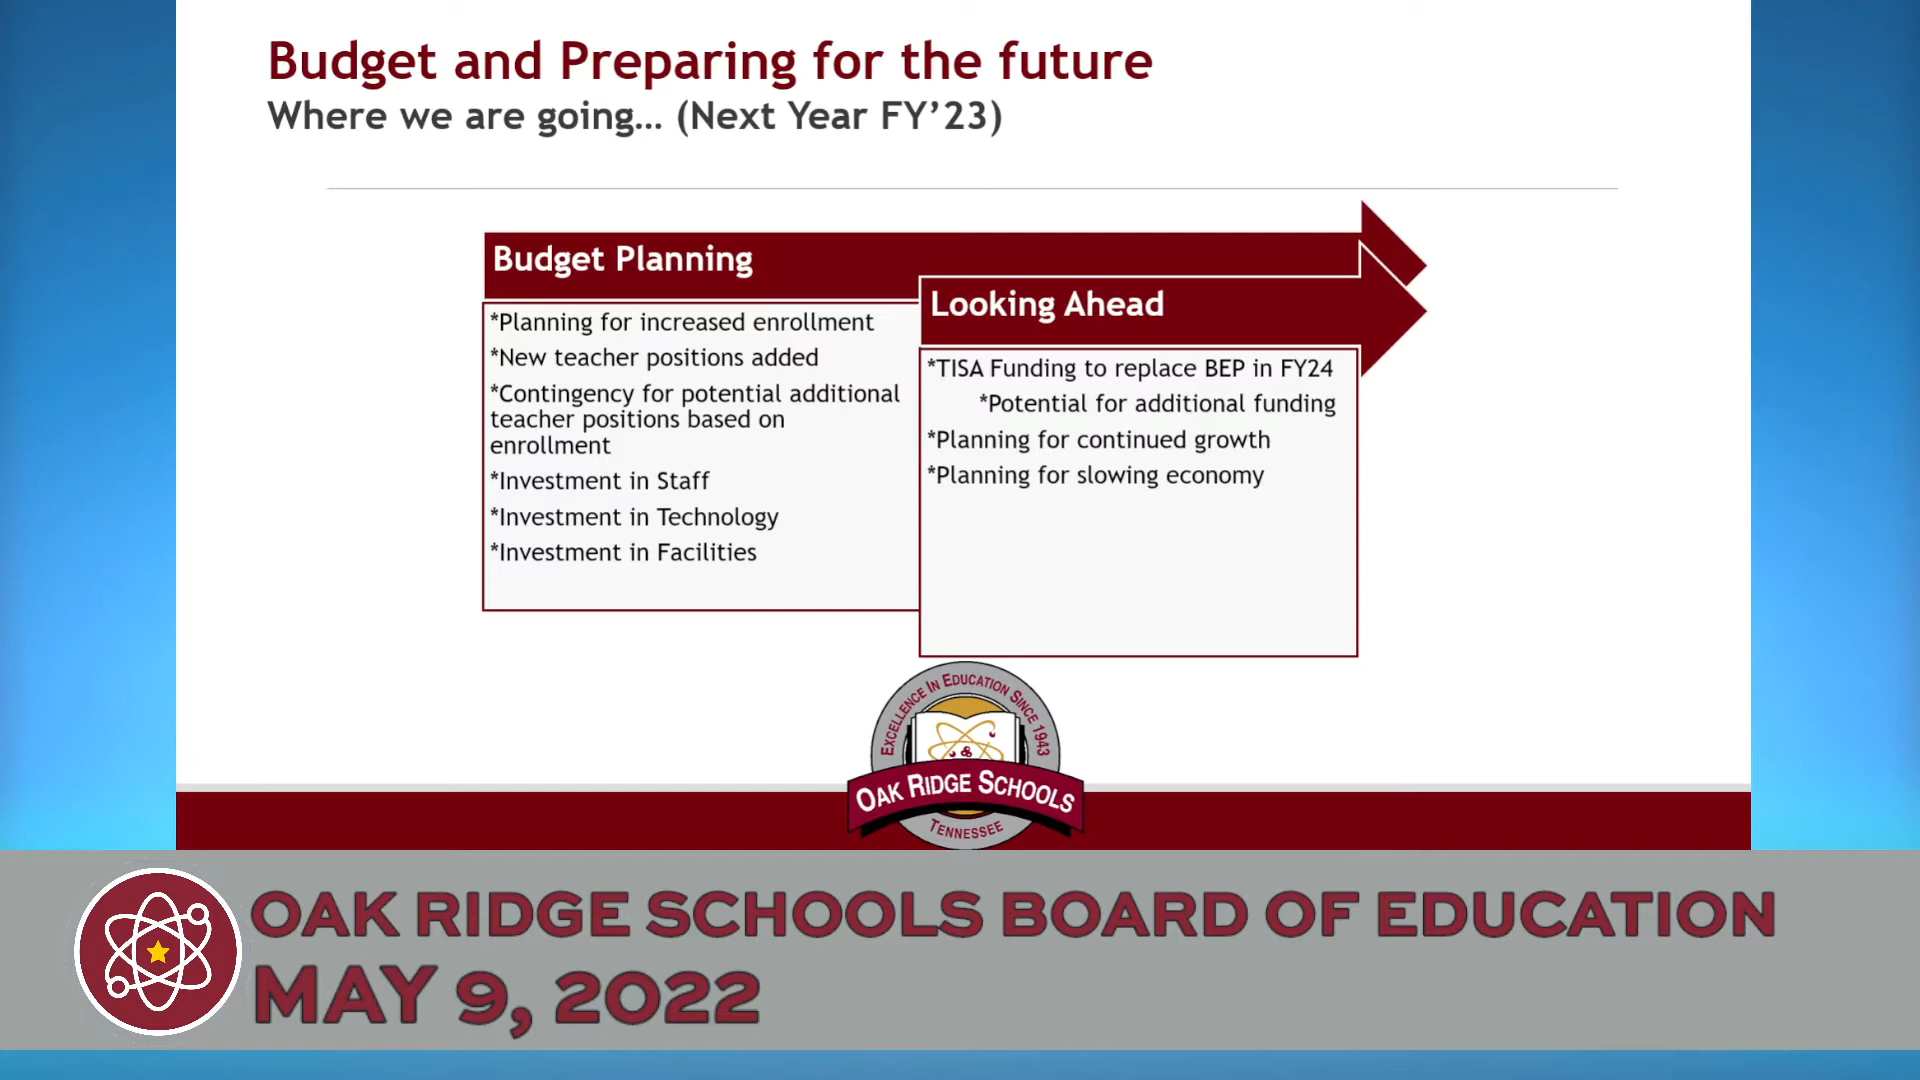 Budget and Preparing for the future
Where we are going… (Next Year FY’23)
Budget Planning
*Planning for increased enrollment
*New teacher positions added
*Contingency for potential additional
teacher positions based on
enrollment
*Investment in Staff
*Investment in Technology
*Investment in Facilities
Looking Ahead
*TISA Funding to replace BEP in FY24
*Potential for additional funding
*Planning for continued growth
*Planning for slowing economy
EXCELLENCE IN EDUCATION SINCE 1943
OAK RIDGE SCHOOLS
TENNESSEE
OAK RIDGE SCHOOLS BOARD OF EDUCATION
MAY 9, 2022